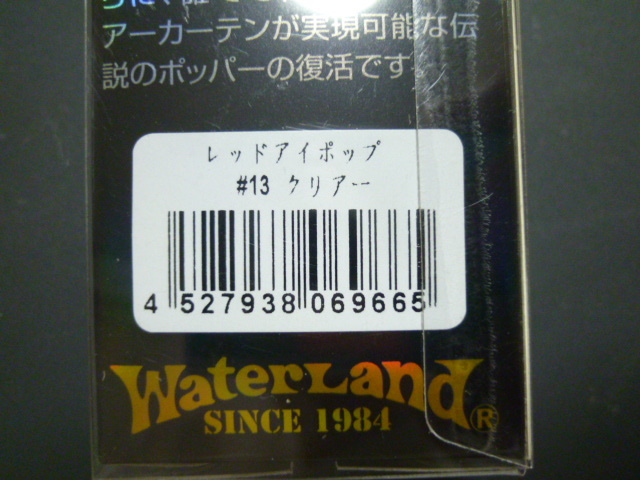 アーカーテンが実現可能な伝
説のポッパーの復活です
レッドアイポップ
#13 クリアー
4 527938 069665
WaterLand®
SINCE 1984